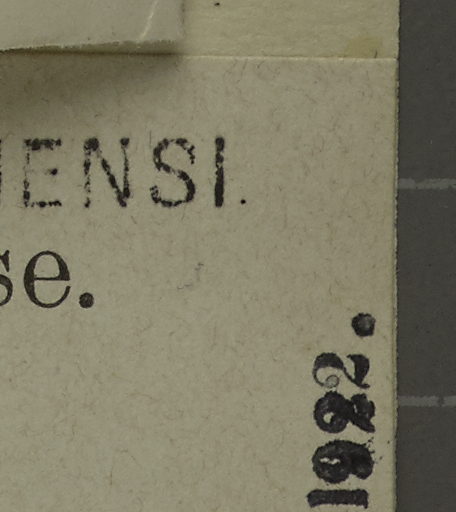 ENSI.
se.
1922.